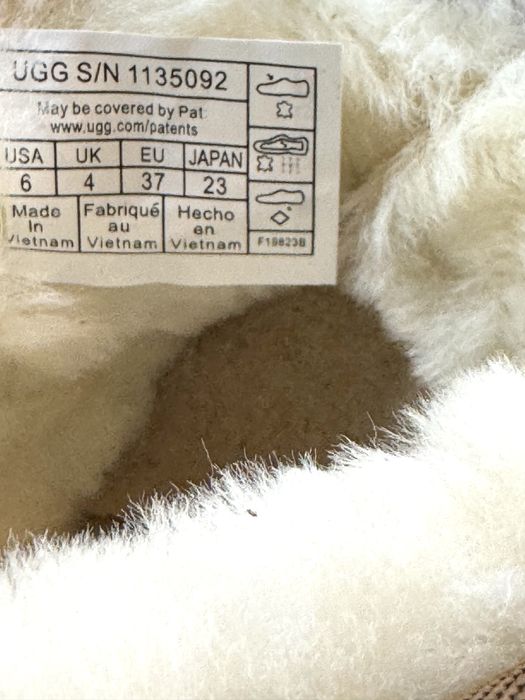 UGG S/N 1135092
May be covered by Pat.
www.ugg.com/patents
USA UK EU JAPAN
6 4 37 23
Made In Vietnam
Fabriqué au Vietnam
Hecho en Vietnam
F19823B